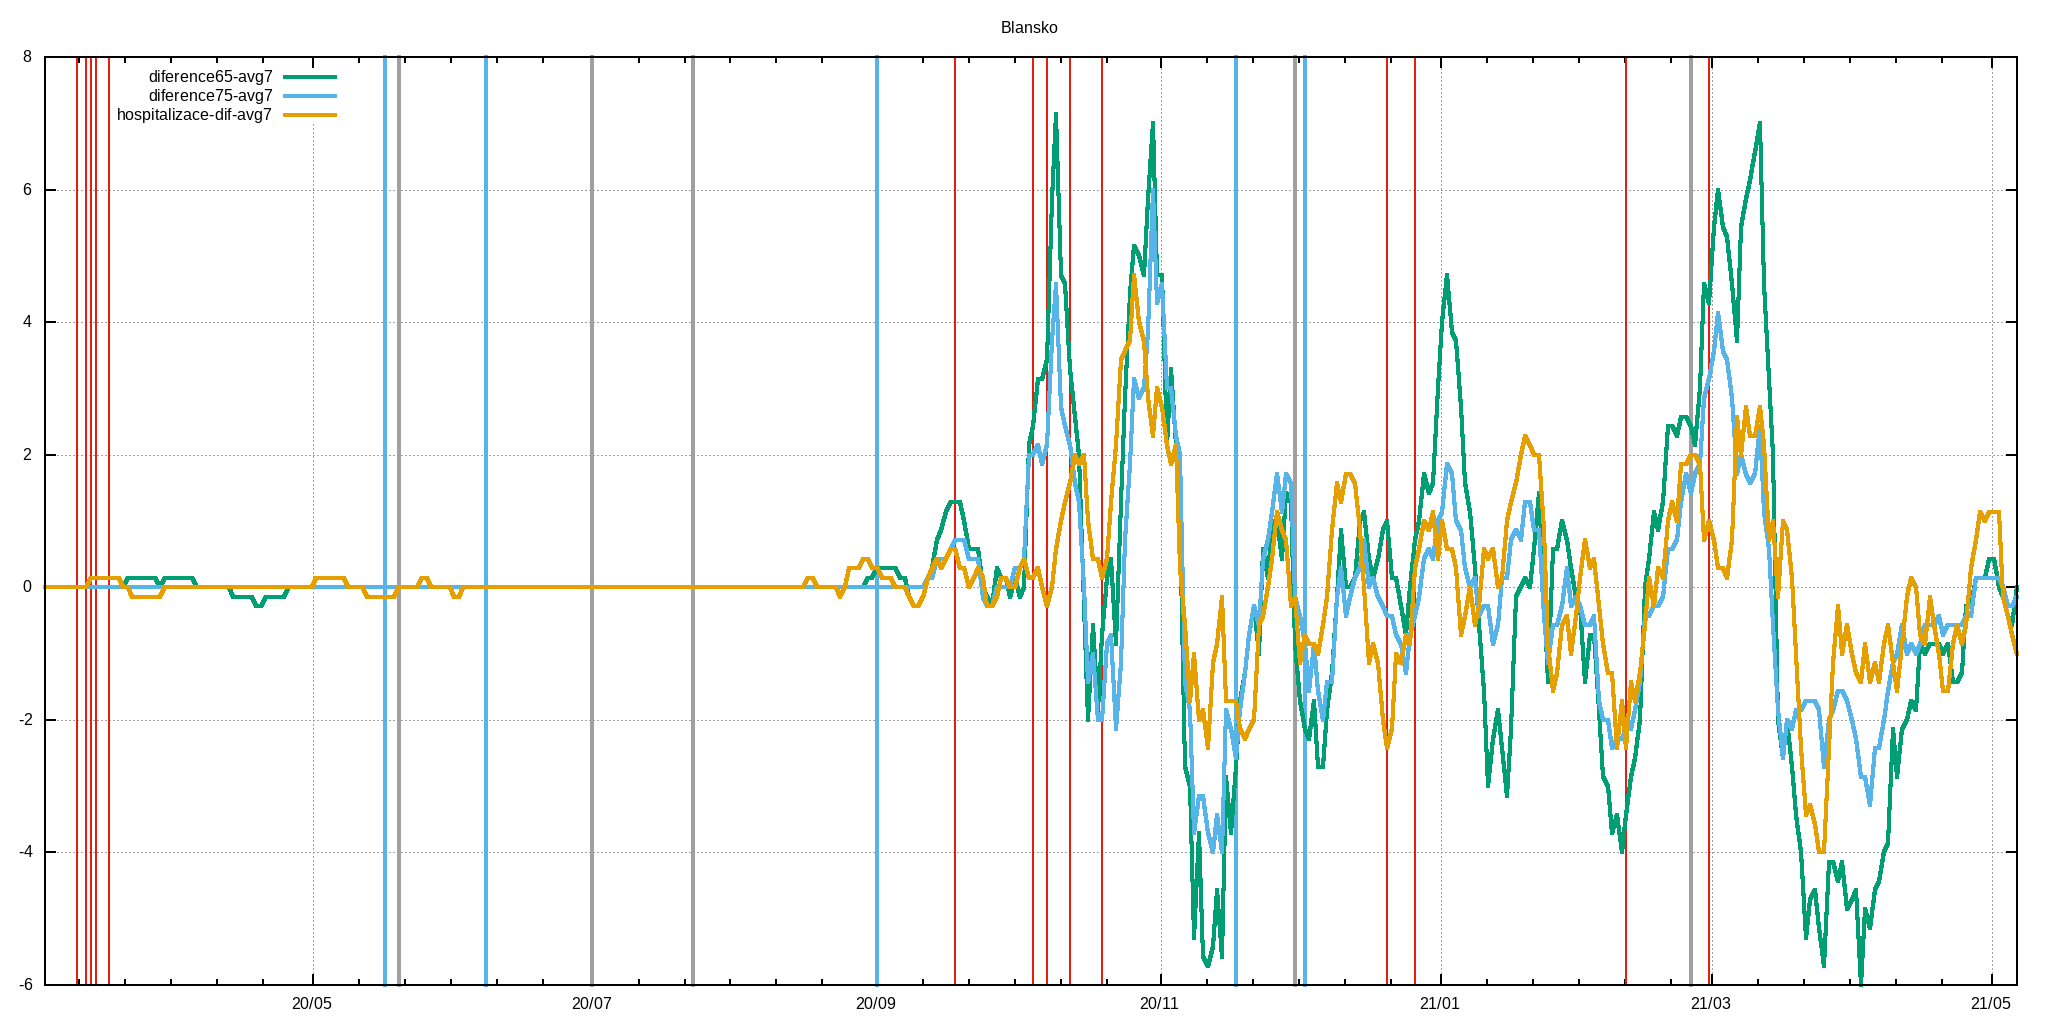 Blansko
diference65-avg7
diference75-avg7
hospitalizace-dif-avg7
8
6
4
2
0
-2
-4
-6
20/05 20/07 20/09 20/11 21/01 21/03 21/05